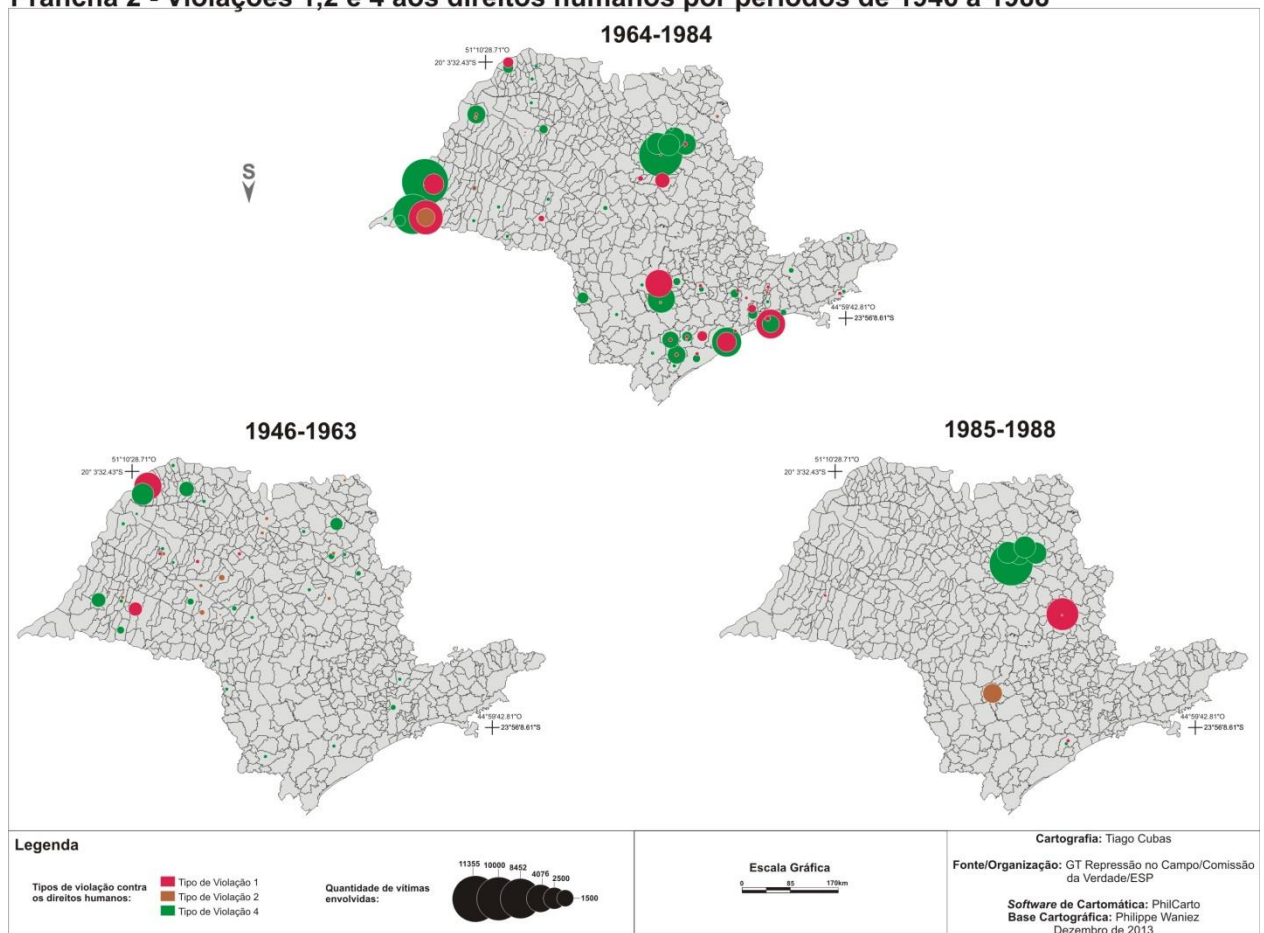 Prancha 2 - Violações 1,2 e 4 aos direitos humanos por períodos de 1946 a 1988
1964-1984
51°10'28.71"O
20° 3'32.43"S
S
44°59'42.81"O
23°56'8.61"S
1946-1963
51°10'28.71"O
20° 3'32.43"S
44°59'42.81"O
23°56'8.61"S
1985-1988
51°10'28.71"O
20° 3'32.43"S
44°59'42.81"O
23°56'8.61"S
Legenda
Tipos de violação contra
os direitos humanos:
Tipo de Violação 1
Tipo de Violação 2
Tipo de Violação 4
Quantidade de vítimas
envolvidas:
11355 10000 8452 4076 2500
1500
Escala Gráfica
0 85 170km
Cartografia: Tiago Cubas
Fonte/Organização: GT Repressão no Campo/Comissão
da Verdade/ESP
Software de Cartomática: PhilCarto
Base Cartográfica: Philippe Waniez
Dezembro de 2013